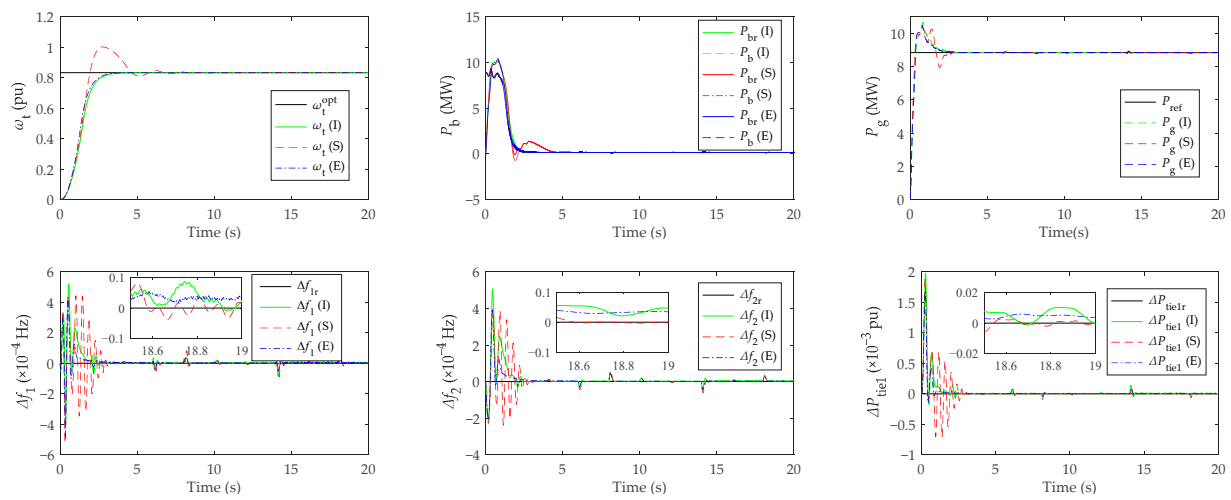 1.2
1
0.8
0.6
0.4
0.2
0
0 5 10 15 20
Time (s)
ω_t (pu)
ω_t^opt
ω_t (I)
ω_t (S)
ω_t (E)
15
10
5
0
−5
0 5 10 15 20
Time (s)
P_b (MW)
P_br (I)
P_b (I)
P_br (S)
P_b (S)
P_br (E)
P_b (E)
10
8
6
4
2
0
0 5 10 15 20
Time(s)
P_g (MW)
P_ref
P_g (I)
P_g (S)
P_g (E)
6
4
2
0
−2
−4
−6
0 5 10 15 20
Time (s)
Δf_1 (×10^−4 Hz)
0.1
0
−0.1
18.6 18.8 19
Δf_1r
Δf_1 (I)
Δf_1 (S)
Δf_1 (E)
6
4
2
0
−2
−4
0 5 10 15 20
Time (s)
Δf_2 (×10^−4 Hz)
0.1
0
−0.1
18.6 18.8 19
Δf_2r
Δf_2 (I)
Δf_2 (S)
Δf_2 (E)
2
1.5
1
0.5
0
−0.5
−1
0 5 10 15 20
Time (s)
ΔP_tie1 (×10^−3 pu)
0.01
0
−0.02
18.6 18.8 19
ΔP_tie1r
ΔP_tie1 (I)
ΔP_tie1 (S)
ΔP_tie1 (E)